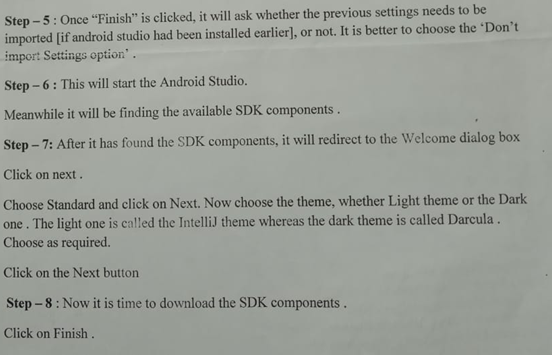 Step – 5 : Once “Finish” is clicked, it will ask whether the previous settings needs to be
imported [if android studio had been installed earlier], or not. It is better to choose the ‘Don’t
import Settings option’ .
Step – 6 : This will start the Android Studio.
Meanwhile it will be finding the available SDK components .
Step – 7: After it has found the SDK components, it will redirect to the Welcome dialog box
Click on next .
Choose Standard and click on Next. Now choose the theme, whether Light theme or the Dark
one . The light one is called the IntelliJ theme whereas the dark theme is called Darcula .
Choose as required.
Click on the Next button
Step – 8 : Now it is time to download the SDK components .
Click on Finish .